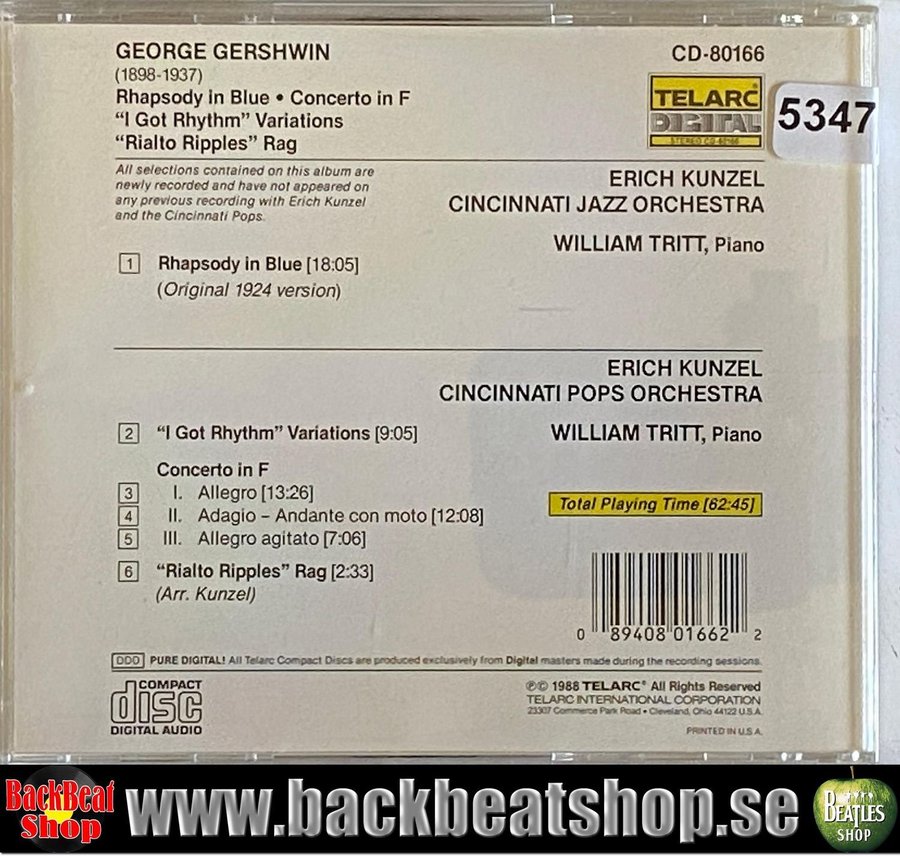 GEORGE GERSHWIN
(1898-1937)
Rhapsody in Blue • Concerto in F
“I Got Rhythm” Variations
“Rialto Ripples” Rag
CD-80166
TELARC
DIGITAL
STEREO CD-80166
5347
All selections contained on this album are
newly recorded and have not appeared on
any previous recording with Erich Kunzel
and the Cincinnati Pops.
ERICH KUNZEL
CINCINNATI JAZZ ORCHESTRA
WILLIAM TRITT, Piano
1 Rhapsody in Blue [18:05]
(Original 1924 version)
ERICH KUNZEL
CINCINNATI POPS ORCHESTRA
2 “I Got Rhythm” Variations [9:05]
WILLIAM TRITT, Piano
Concerto in F
3 I. Allegro [13:26]
4 II. Adagio – Andante con moto [12:08]
5 III. Allegro agitato [7:06]
Total Playing Time [62:45]
6 “Rialto Ripples” Rag [2:33]
(Arr. Kunzel)
0 89408 01662 2
DDD PURE DIGITAL! All Telarc Compact Discs are produced exclusively from Digital masters made during the recording sessions.
COMPACT
disc
DIGITAL AUDIO
℗© 1988 TELARC® All Rights Reserved
TELARC INTERNATIONAL CORPORATION
23307 Commerce Park Road • Cleveland, Ohio 44122 U.S.A.
PRINTED IN U.S.A.
BackBeat
Shop
www.backbeatshop.se
BEATLES
SHOP